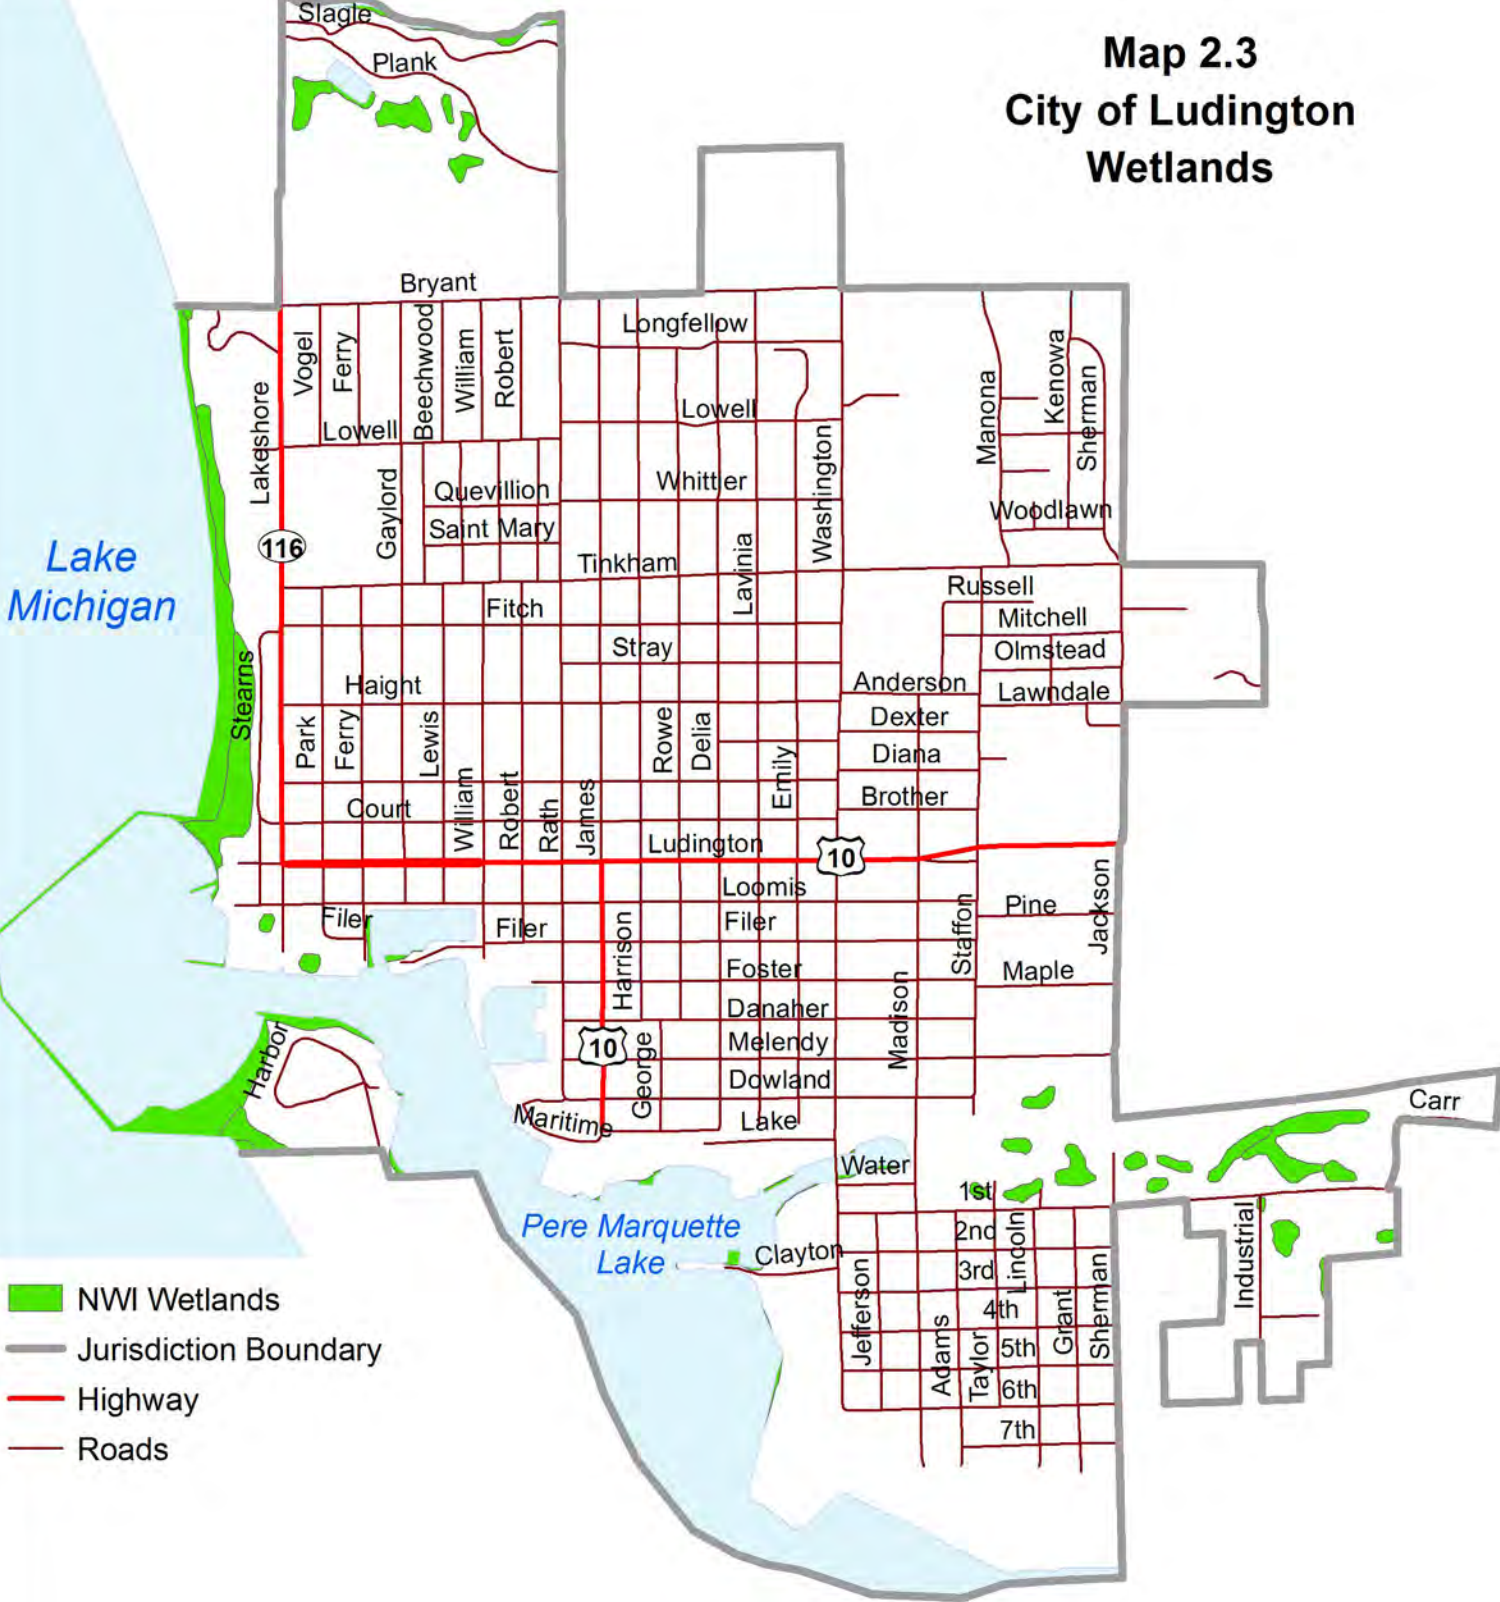 Map 2.3
City of Ludington
Wetlands
Slagle
Plank
Bryant
Longfellow
Vogel
Ferry
Beechwood
William
Robert
Lakeshore
Lowell
Lowell
Manona
Kenowa
Sherman
Gaylord
Quevillion
Saint Mary
Whittier
Washington
Woodlawn
116
Lake
Michigan
Tinkham
Lavinia
Fitch
Russell
Mitchell
Stray
Olmstead
Stearns
Haight
Anderson
Lawndale
Park
Ferry
Lewis
William
Robert
Rath
James
Rowe
Delia
Emily
Dexter
Diana
Brother
Court
Ludington
10
Loomis
Filer
Filer
Filer
Harrison
Staffon
Pine
Jackson
Foster
Maple
Danaher
Madison
Harbor
10
George
Melendy
Dowland
Maritime
Lake
Carr
Water
1st
Pere Marquette
Lake
Clayton
2nd
Lincoln
3rd
Industrial
Jefferson
4th
Grant
Sherman
Adams
Taylor
5th
6th
7th
NWI Wetlands
Jurisdiction Boundary
Highway
Roads